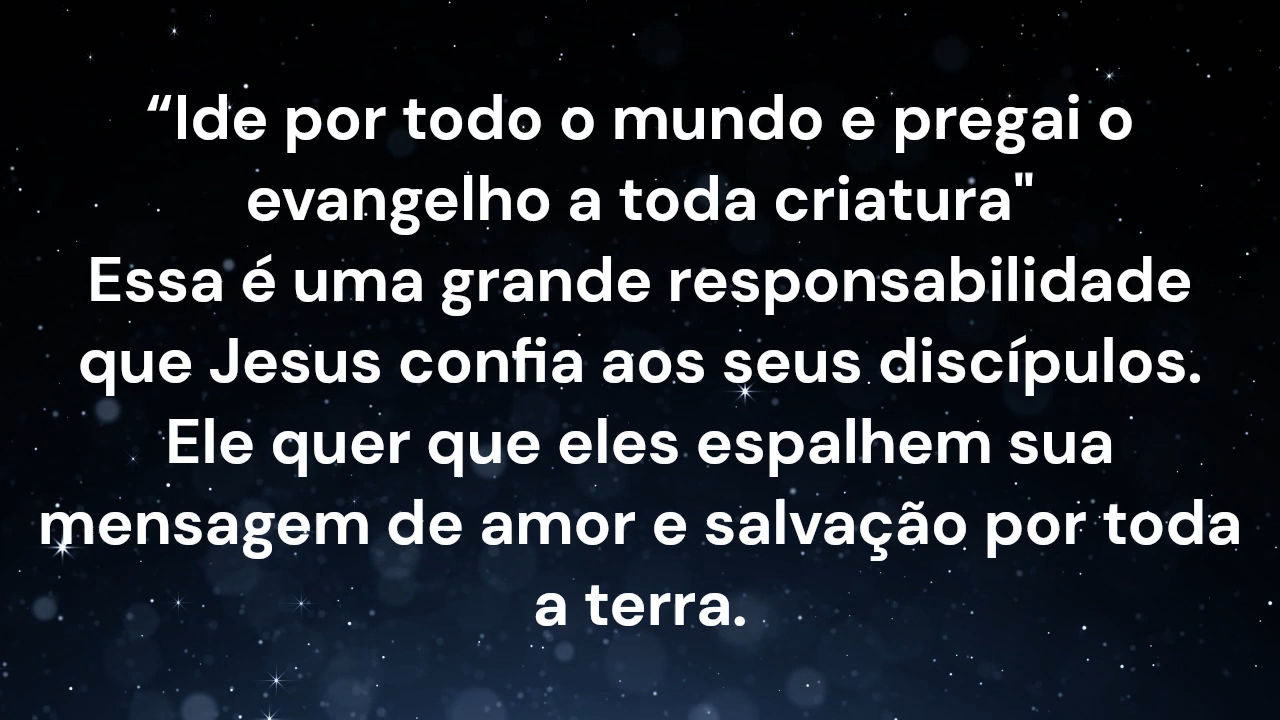 “Ide por todo o mundo e pregai o
evangelho a toda criatura"
Essa é uma grande responsabilidade
que Jesus confia aos seus discípulos.
Ele quer que eles espalhem sua
mensagem de amor e salvação por toda
a terra.